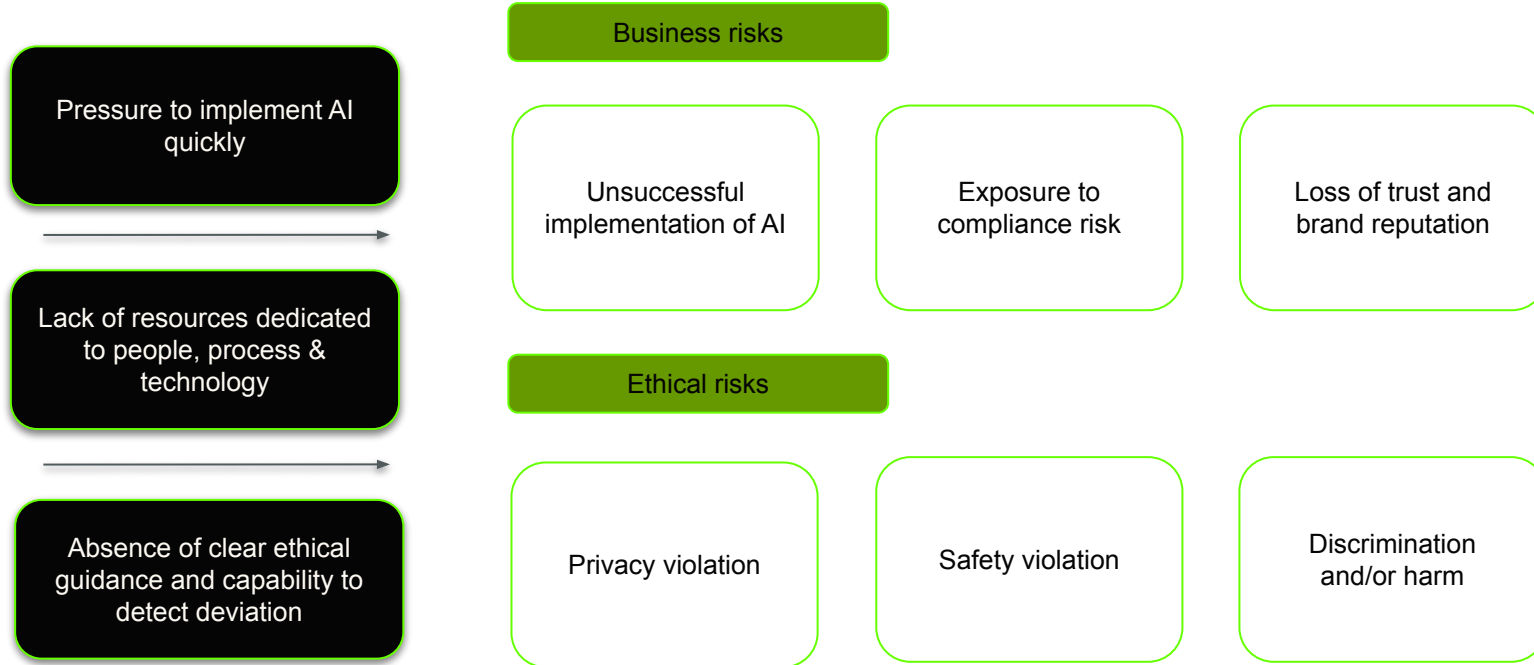 Pressure to implement AI
quickly
Lack of resources dedicated
to people, process &
technology
Absence of clear ethical
guidance and capability to
detect deviation
Business risks
Unsuccessful
implementation of AI
Exposure to
compliance risk
Loss of trust and
brand reputation
Ethical risks
Privacy violation
Safety violation
Discrimination
and/or harm